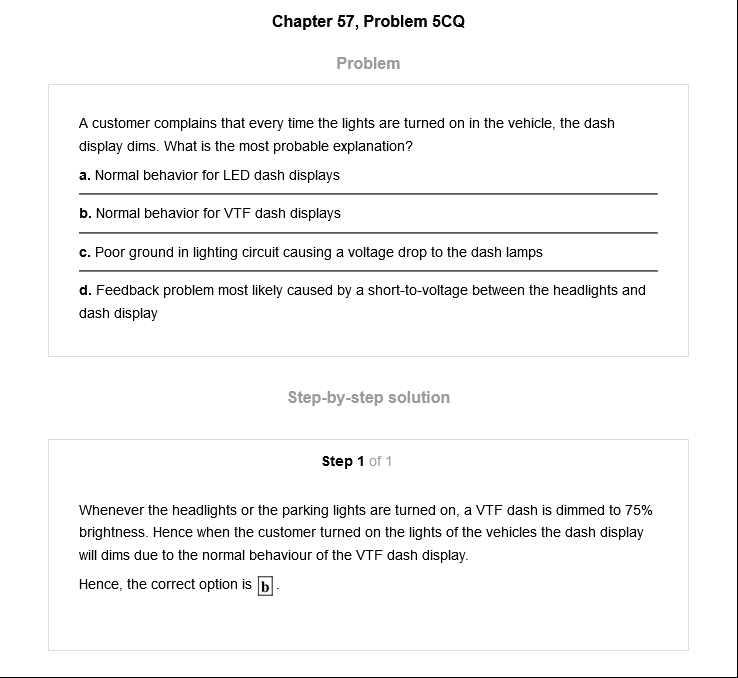 Chapter 57, Problem 5CQ
Problem
A customer complains that every time the lights are turned on in the vehicle, the dash
display dims. What is the most probable explanation?
a. Normal behavior for LED dash displays
b. Normal behavior for VTF dash displays
c. Poor ground in lighting circuit causing a voltage drop to the dash lamps
d. Feedback problem most likely caused by a short-to-voltage between the headlights and
dash display
Step-by-step solution
Step 1 of 1
Whenever the headlights or the parking lights are turned on, a VTF dash is dimmed to 75%
brightness. Hence when the customer turned on the lights of the vehicles the dash display
will dims due to the normal behaviour of the VTF dash display.
Hence, the correct option is b.